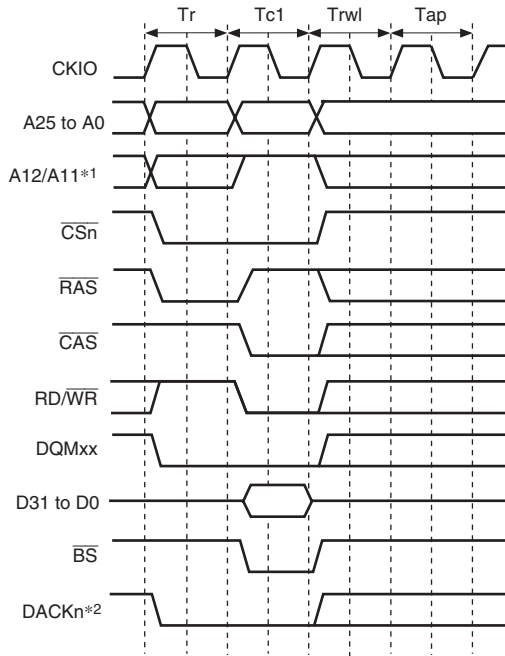 Tr Tc1 Trwl Tap
CKIO
A25 to A0
A12/A11*1
CSn
RAS
CAS
RD/WR
DQMxx
D31 to D0
BS
DACKn*2